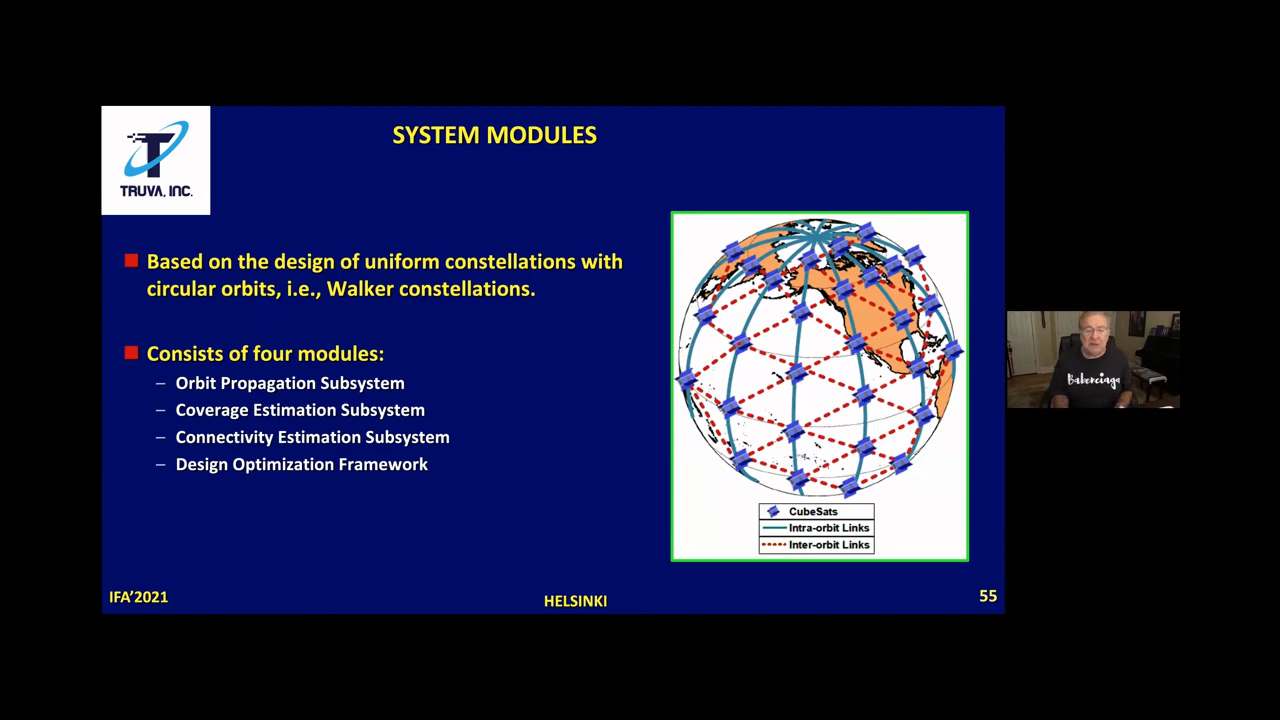 T
TRUVA, INC.
SYSTEM MODULES
Based on the design of uniform constellations with
circular orbits, i.e., Walker constellations.
Consists of four modules:
– Orbit Propagation Subsystem
– Coverage Estimation Subsystem
– Connectivity Estimation Subsystem
– Design Optimization Framework
CubeSats
Intra-orbit Links
Inter-orbit Links
IFA'2021
HELSINKI
55
Babenciaga